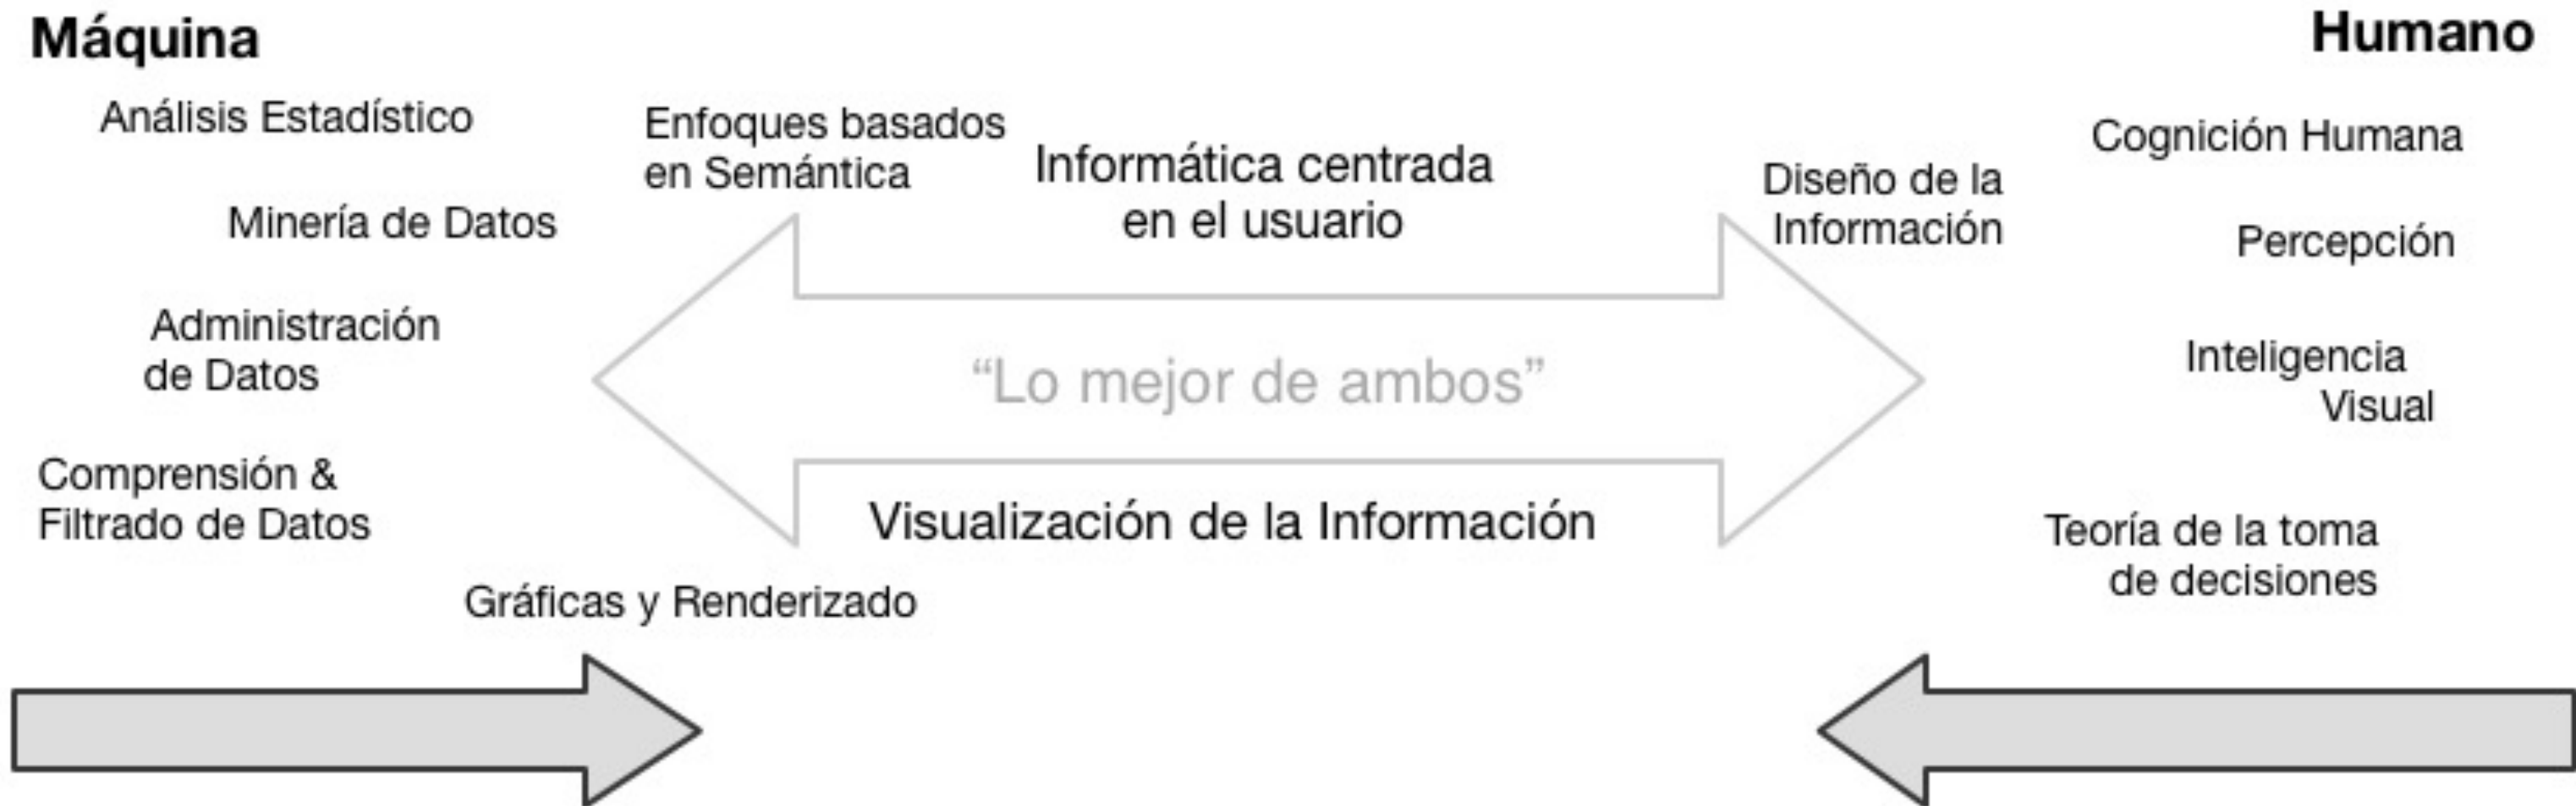 Máquina
Humano
Análisis Estadístico
Enfoques basados
en Semántica
Informática centrada
en el usuario
Diseño de la
Información
Cognición Humana
Minería de Datos
Percepción
Administración
de Datos
“Lo mejor de ambos”
Inteligencia
Visual
Comprensión &
Filtrado de Datos
Visualización de la Información
Teoría de la toma
de decisiones
Gráficas y Renderizado